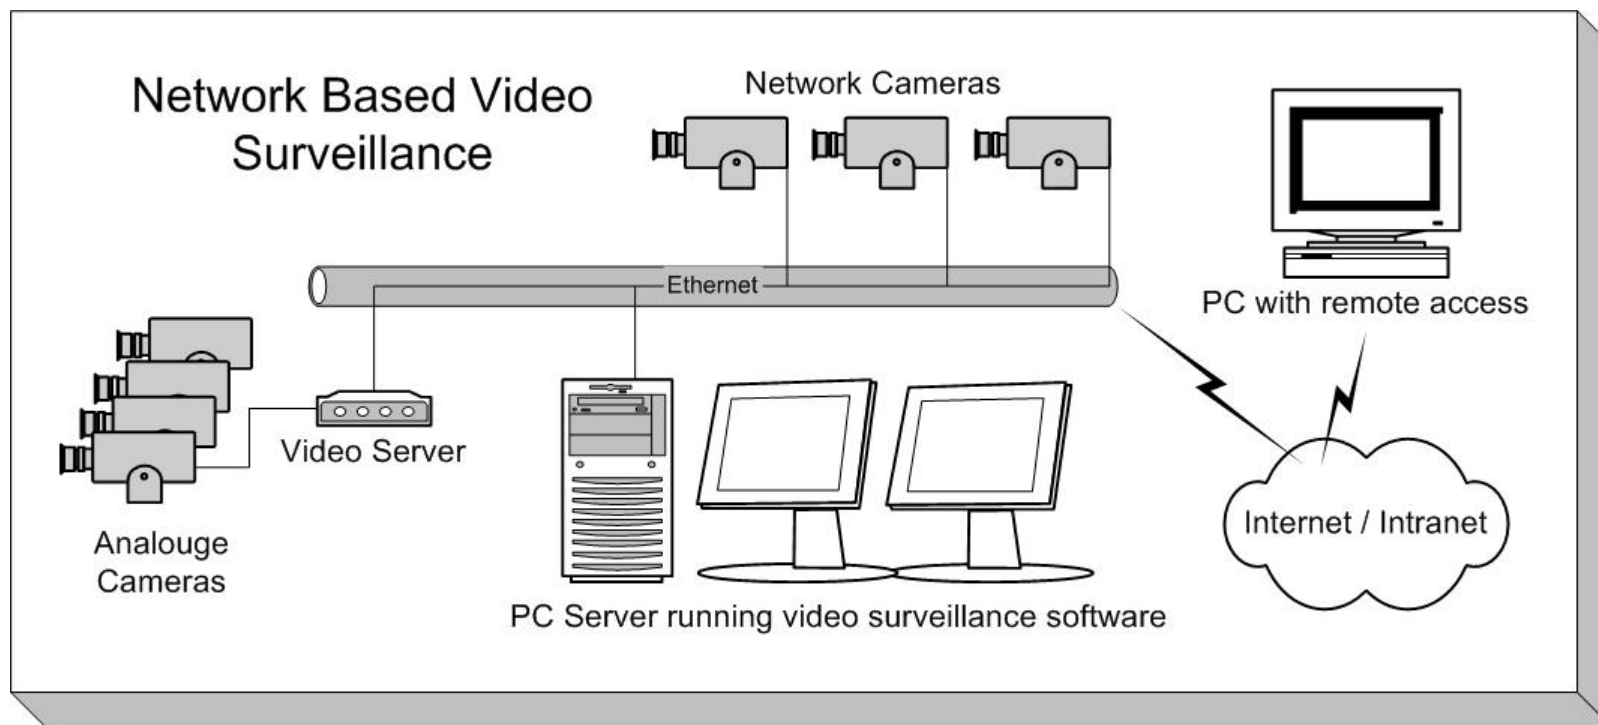 Network Based Video
Surveillance
Network Cameras
Ethernet
PC with remote access
Video Server
Analouge
Cameras
Internet / Intranet
PC Server running video surveillance software